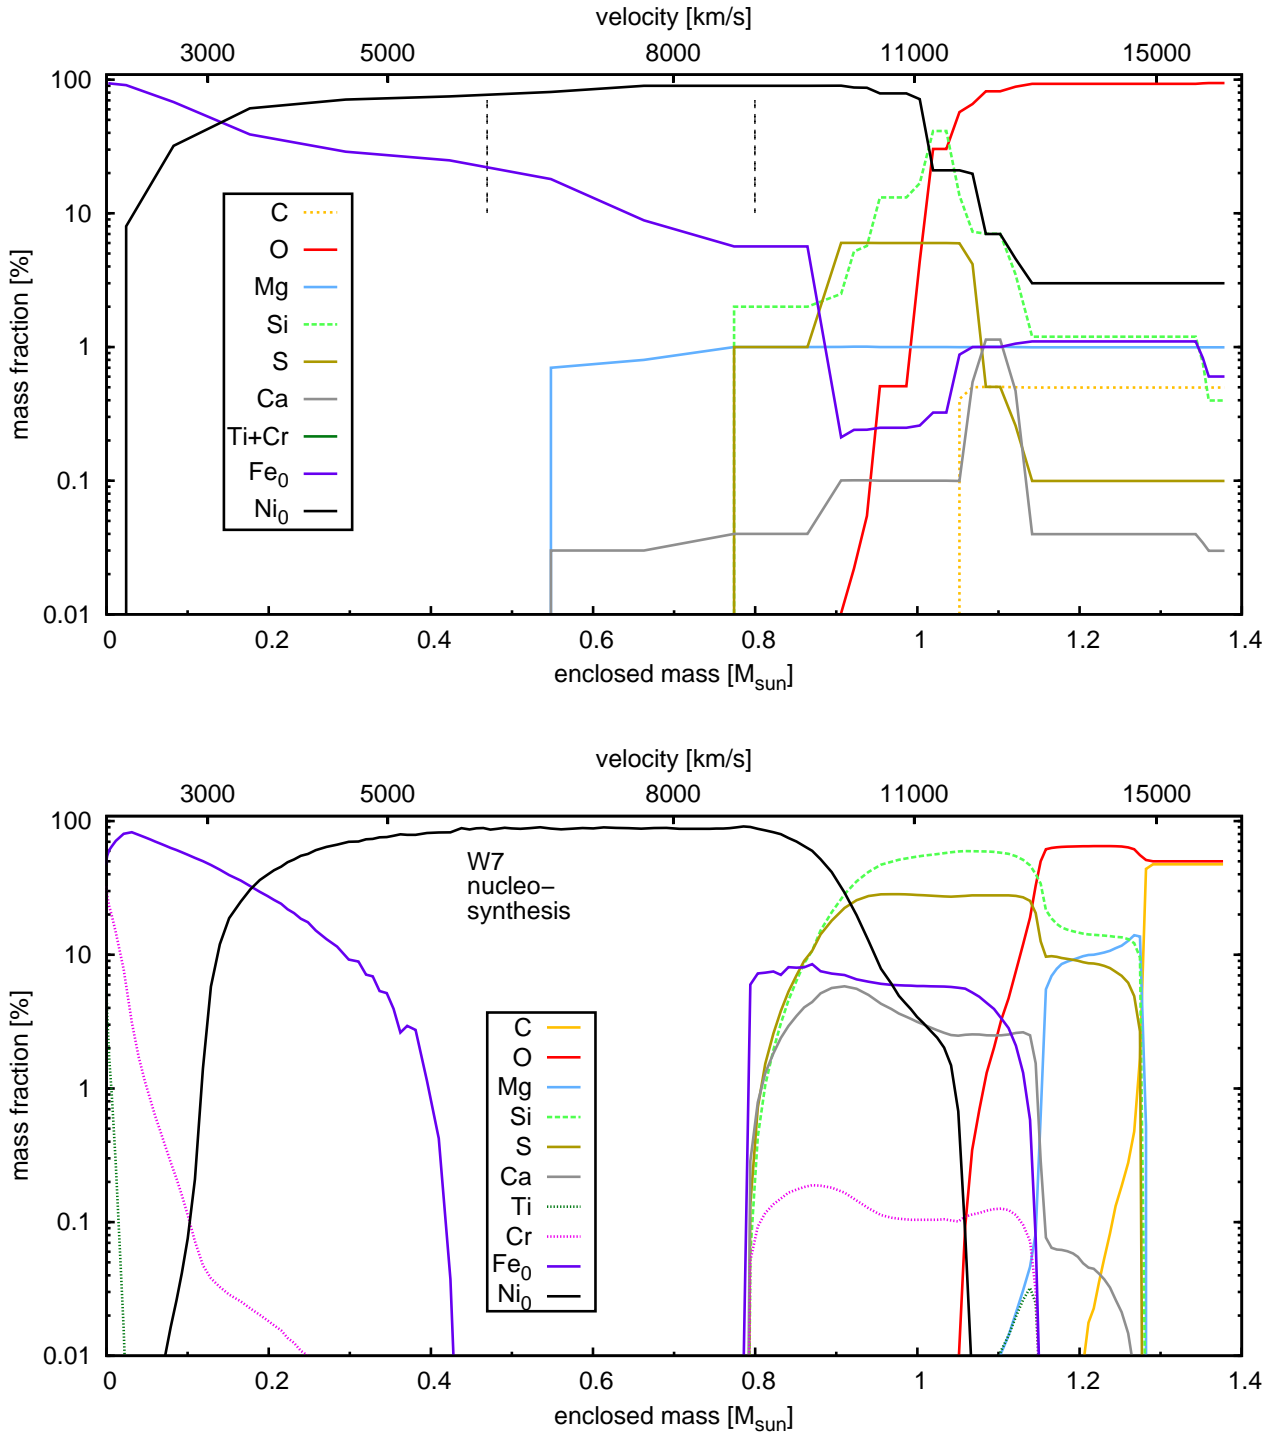 velocity [km/s]
3000 5000 8000 11000 15000
100
10
1
0.1
0.01
mass fraction [%]
C
O
Mg
Si
S
Ca
Ti+Cr
Fe0
Ni0
0 0.2 0.4 0.6 0.8 1 1.2 1.4
enclosed mass [Msun]
velocity [km/s]
3000 5000 8000 11000 15000
100
10
1
0.1
0.01
mass fraction [%]
W7
nucleo–
synthesis
C
O
Mg
Si
S
Ca
Ti
Cr
Fe0
Ni0
0 0.2 0.4 0.6 0.8 1 1.2 1.4
enclosed mass [Msun]